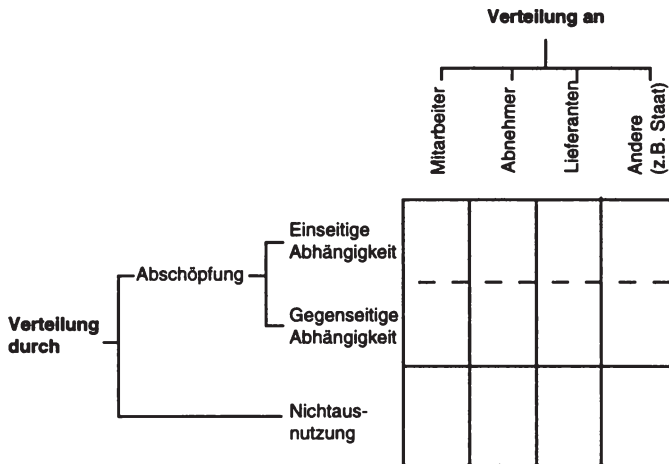 Verteilung an
Mitarbeiter
Abnehmer
Lieferanten
Andere
(z.B. Staat)
Einseitige
Abhängigkeit
Abschöpfung
Gegenseitige
Abhängigkeit
Verteilung
durch
Nichtaus-
nutzung